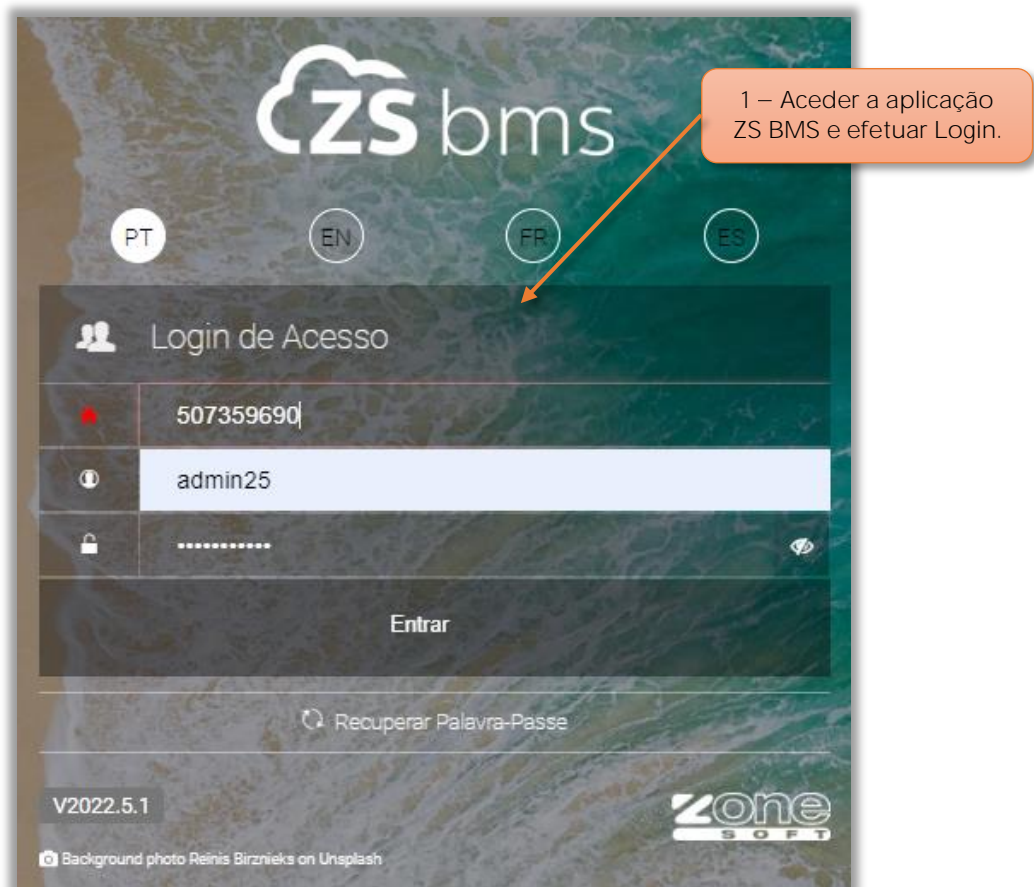 ZS bms
1 – Aceder a aplicação
ZS BMS e efetuar Login.
PT EN FR ES
Login de Acesso
507359690
admin25
•••••••••••
Entrar
Recuperar Palavra-Passe
V2022.5.1
zone
SOFT
Background photo Reinis Birznieks on Unsplash